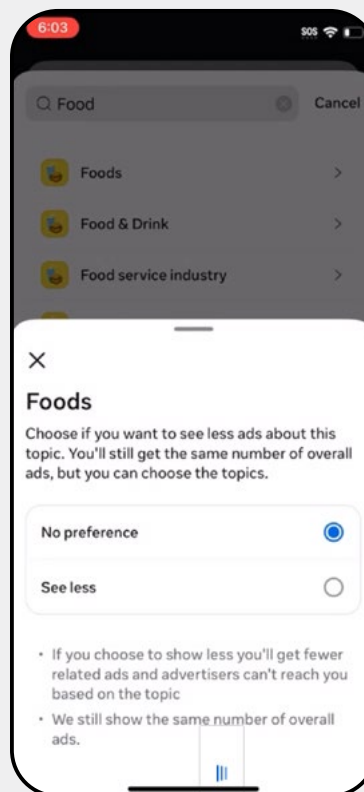 6:03
SOS
Food
Cancel
Foods
Food & Drink
Food service industry
Foods
Choose if you want to see less ads about this
topic. You'll still get the same number of overall
ads, but you can choose the topics.
No preference
See less
• If you choose to show less you'll get fewer
related ads and advertisers can't reach you
based on the topic
• We still show the same number of overall
ads.